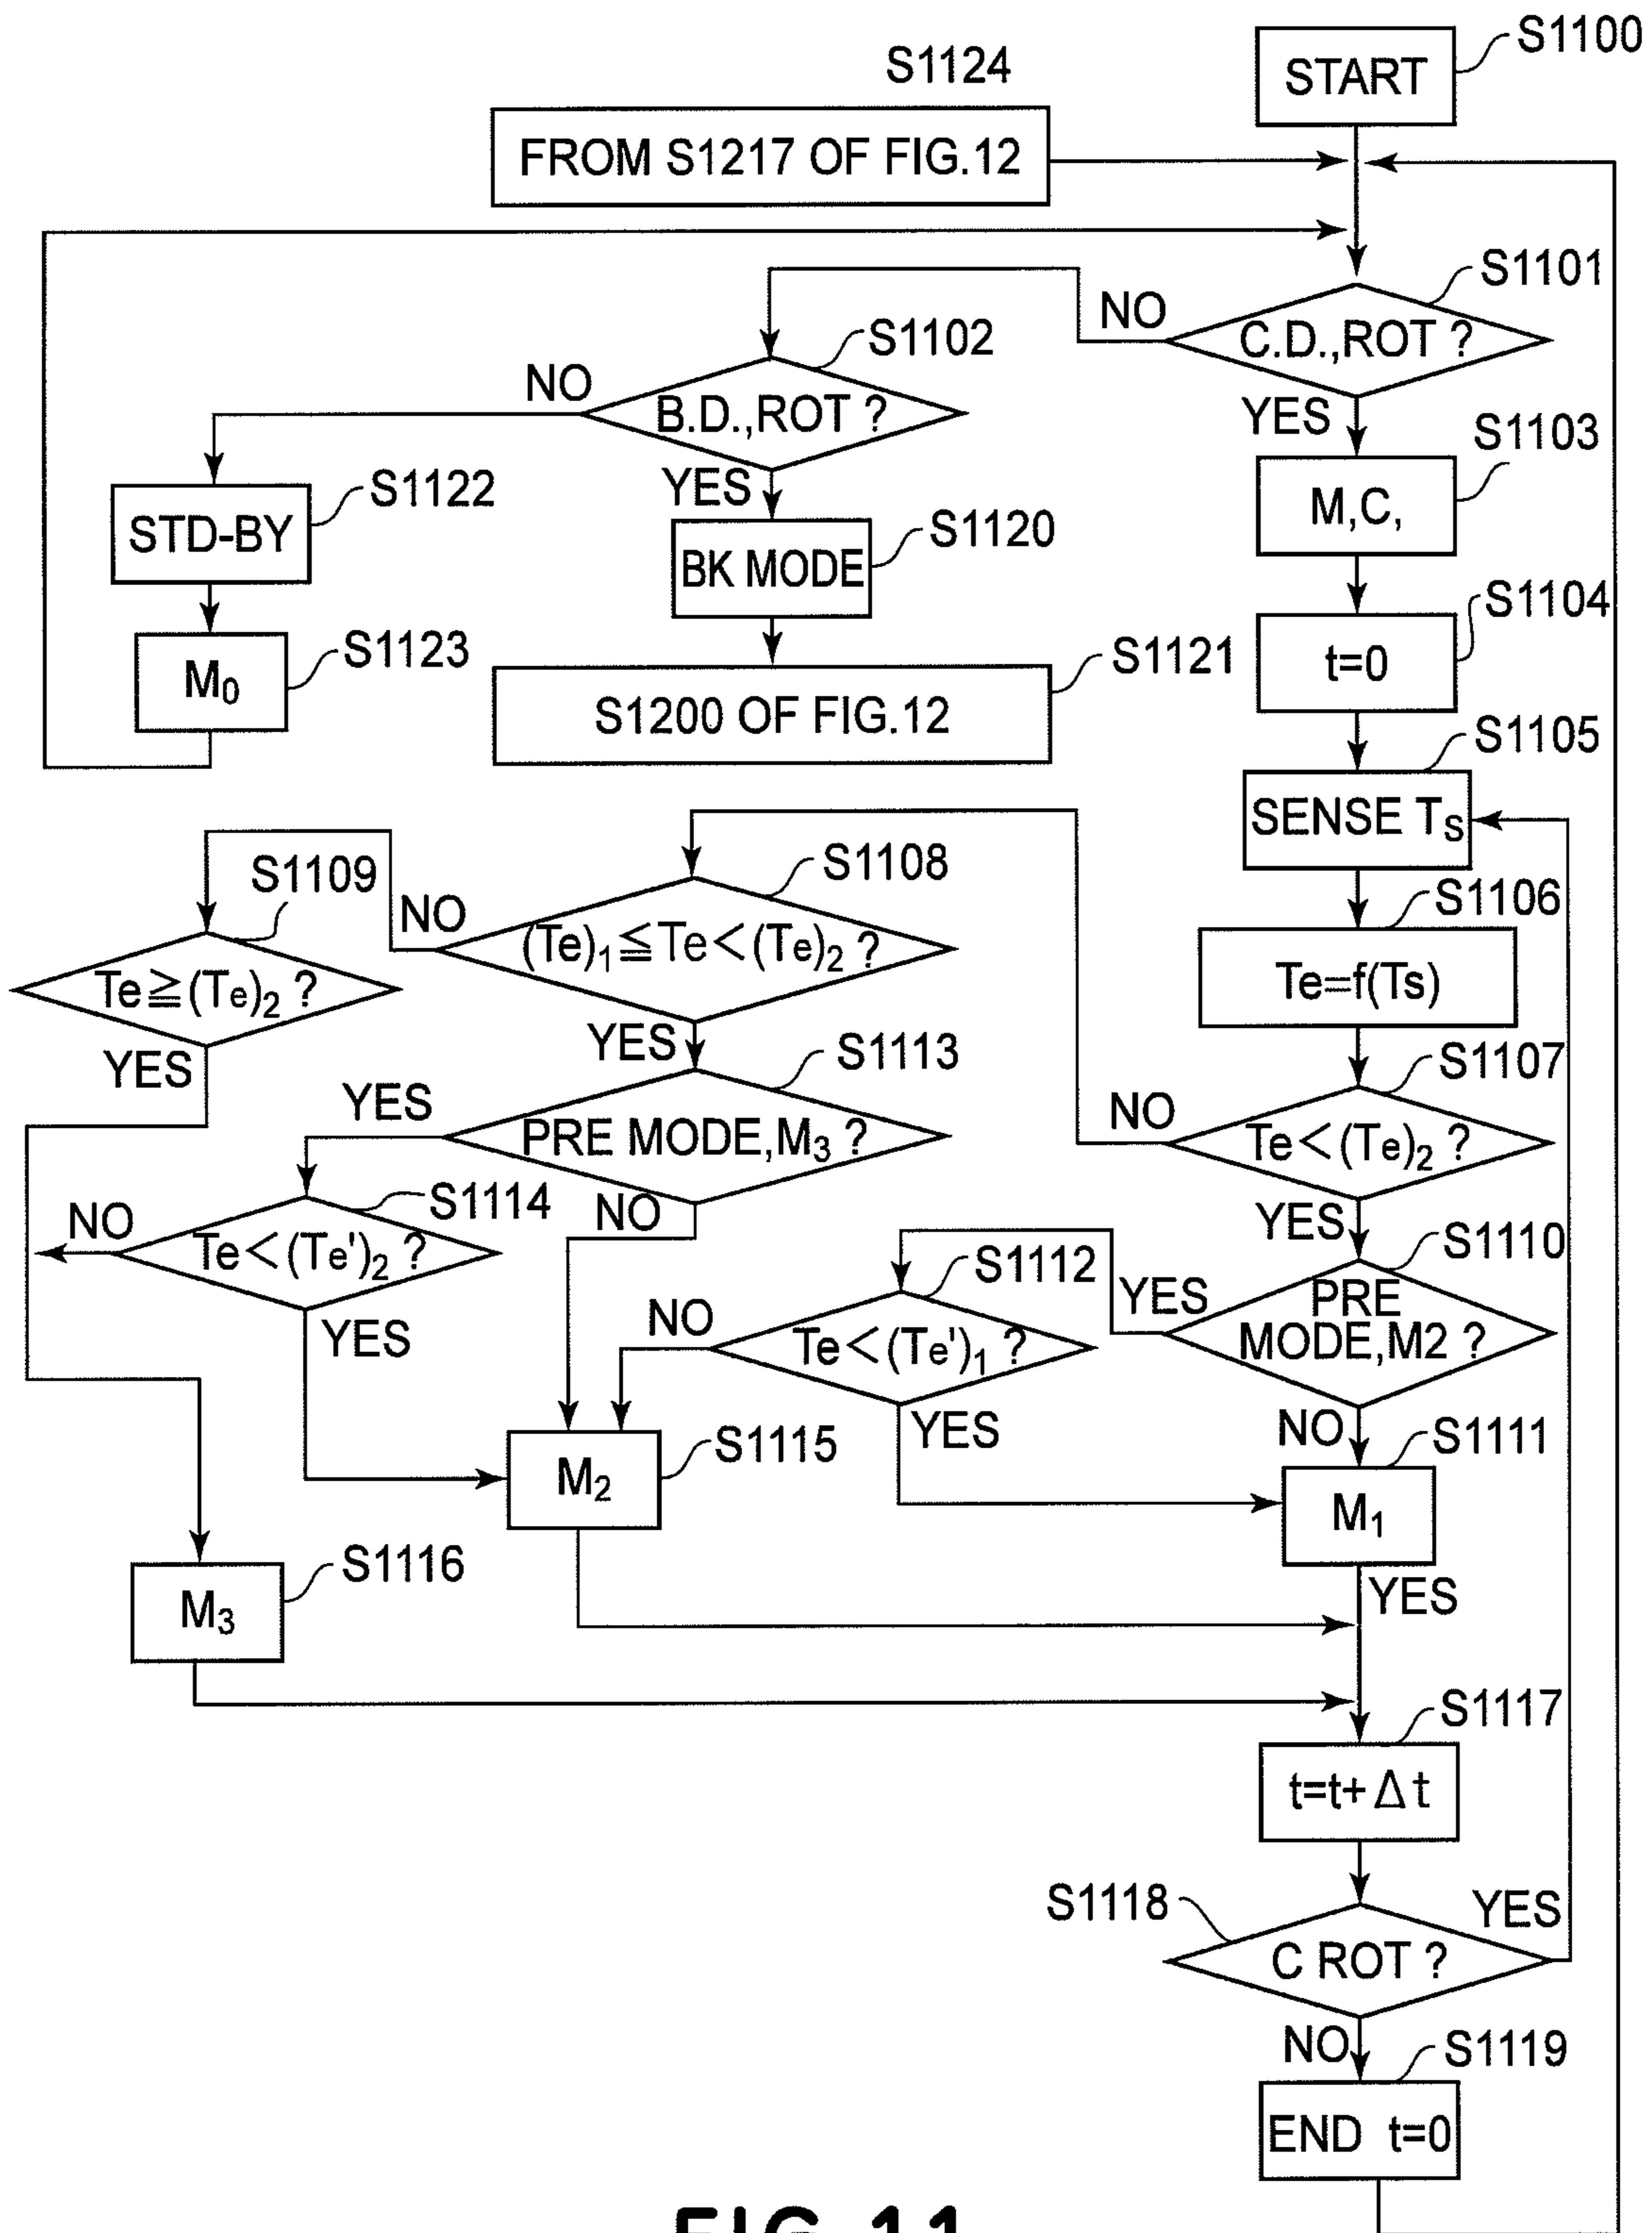 START
S1100
S1124
FROM S1217 OF FIG.12
C.D.,ROT ?
S1101
NO
YES
B.D.,ROT ?
S1102
NO
YES
M,C,
S1103
STD-BY
S1122
BK MODE
S1120
t=0
S1104
M₀
S1123
S1200 OF FIG.12
S1121
SENSE Tₛ
S1105
Te=f(Ts)
S1106
Te<(Te)₂ ?
S1107
NO
YES
(Te)₁≦Te<(Te)₂ ?
S1108
NO
YES
Te≧(Te)₂ ?
S1109
YES
PRE MODE,M₃ ?
S1113
YES
NO
Te<(Te')₂ ?
S1114
NO
YES
PRE
MODE,M2 ?
S1110
YES
NO
Te<(Te')₁ ?
S1112
NO
YES
M₂
S1115
M₁
S1111
YES
M₃
S1116
t=t+Δt
S1117
C ROT ?
S1118
YES
NO
END t=0
S1119